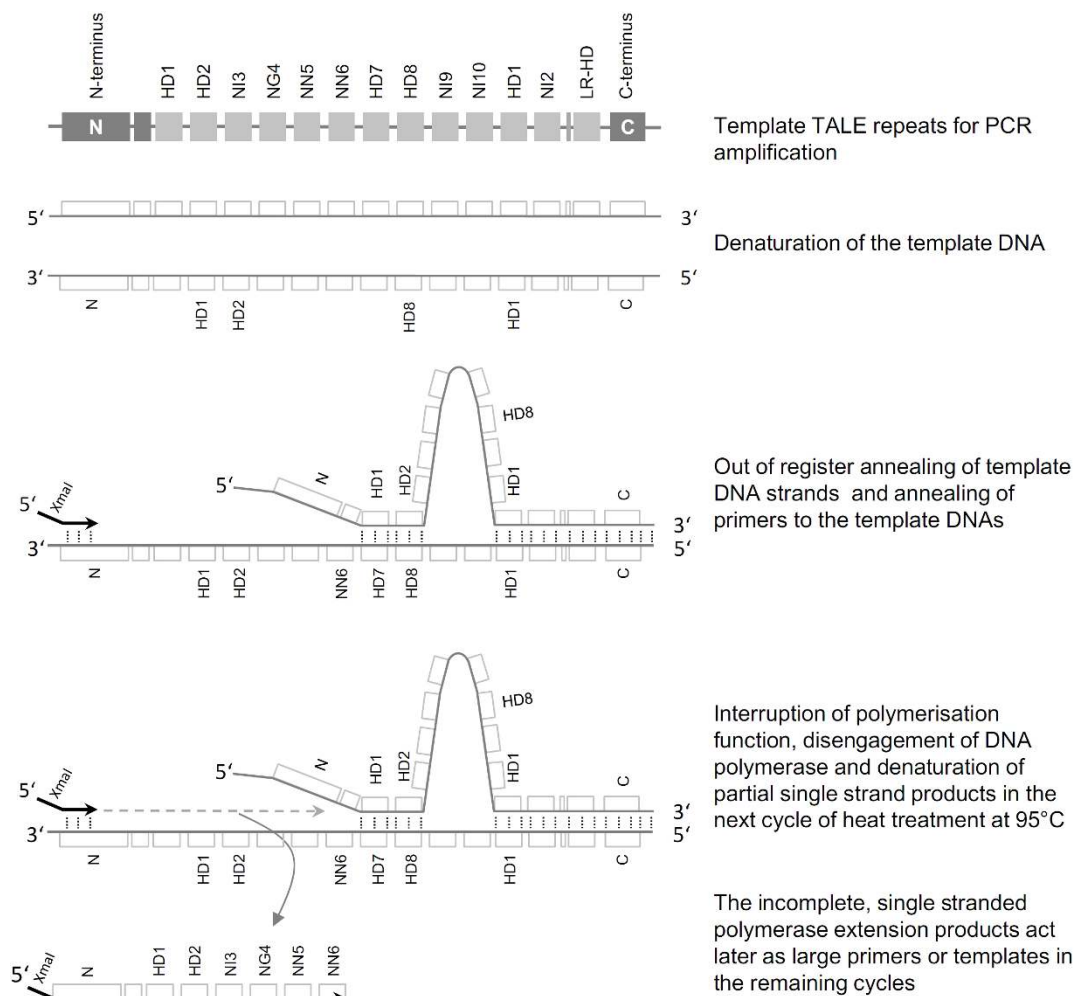 N-terminus HD1 HD2 NI3 NG4 NN5 NN6 HD7 HD8 NI9 NI10 HD1 NI2 LR-HD C-terminus
N C
Template TALE repeats for PCR
amplification
5‘ 3‘
Denaturation of the template DNA
3‘ 5‘
N HD1 HD2 HD8 HD1 C
HD8
5‘ N HD1 HD2 HD1 C
Out of register annealing of template
DNA strands and annealing of
primers to the template DNAs
5‘ XmaI 3‘
3‘ 5‘
N HD1 HD2 NN6 HD7 HD8 HD1 C
HD8
5‘ N HD1 HD2 HD1 C
Interruption of polymerisation
function, disengagement of DNA
polymerase and denaturation of
partial single strand products in the
next cycle of heat treatment at 95°C
5‘ XmaI 3‘
3‘ 5‘
N HD1 HD2 NN6 HD7 HD8 HD1 C
The incomplete, single stranded
polymerase extension products act
later as large primers or templates in
the remaining cycles
5‘ XmaI N HD1 HD2 NI3 NG4 NN5 NN6